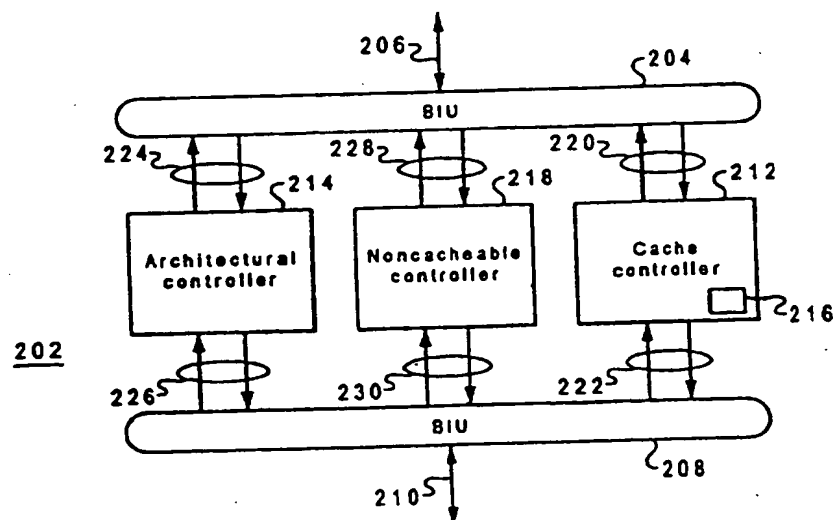 206
204
BIU
224
228
220
214
218
212
Architectural
controller
Noncacheable
controller
Cache
controller
216
202
226
230
222
BIU
208
210